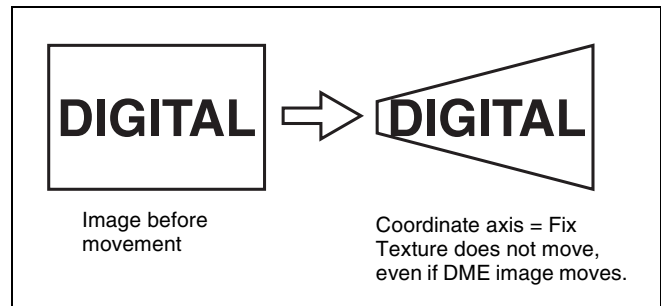 DIGITAL
DIGITAL
Image before
movement
Coordinate axis = Fix
Texture does not move,
even if DME image moves.